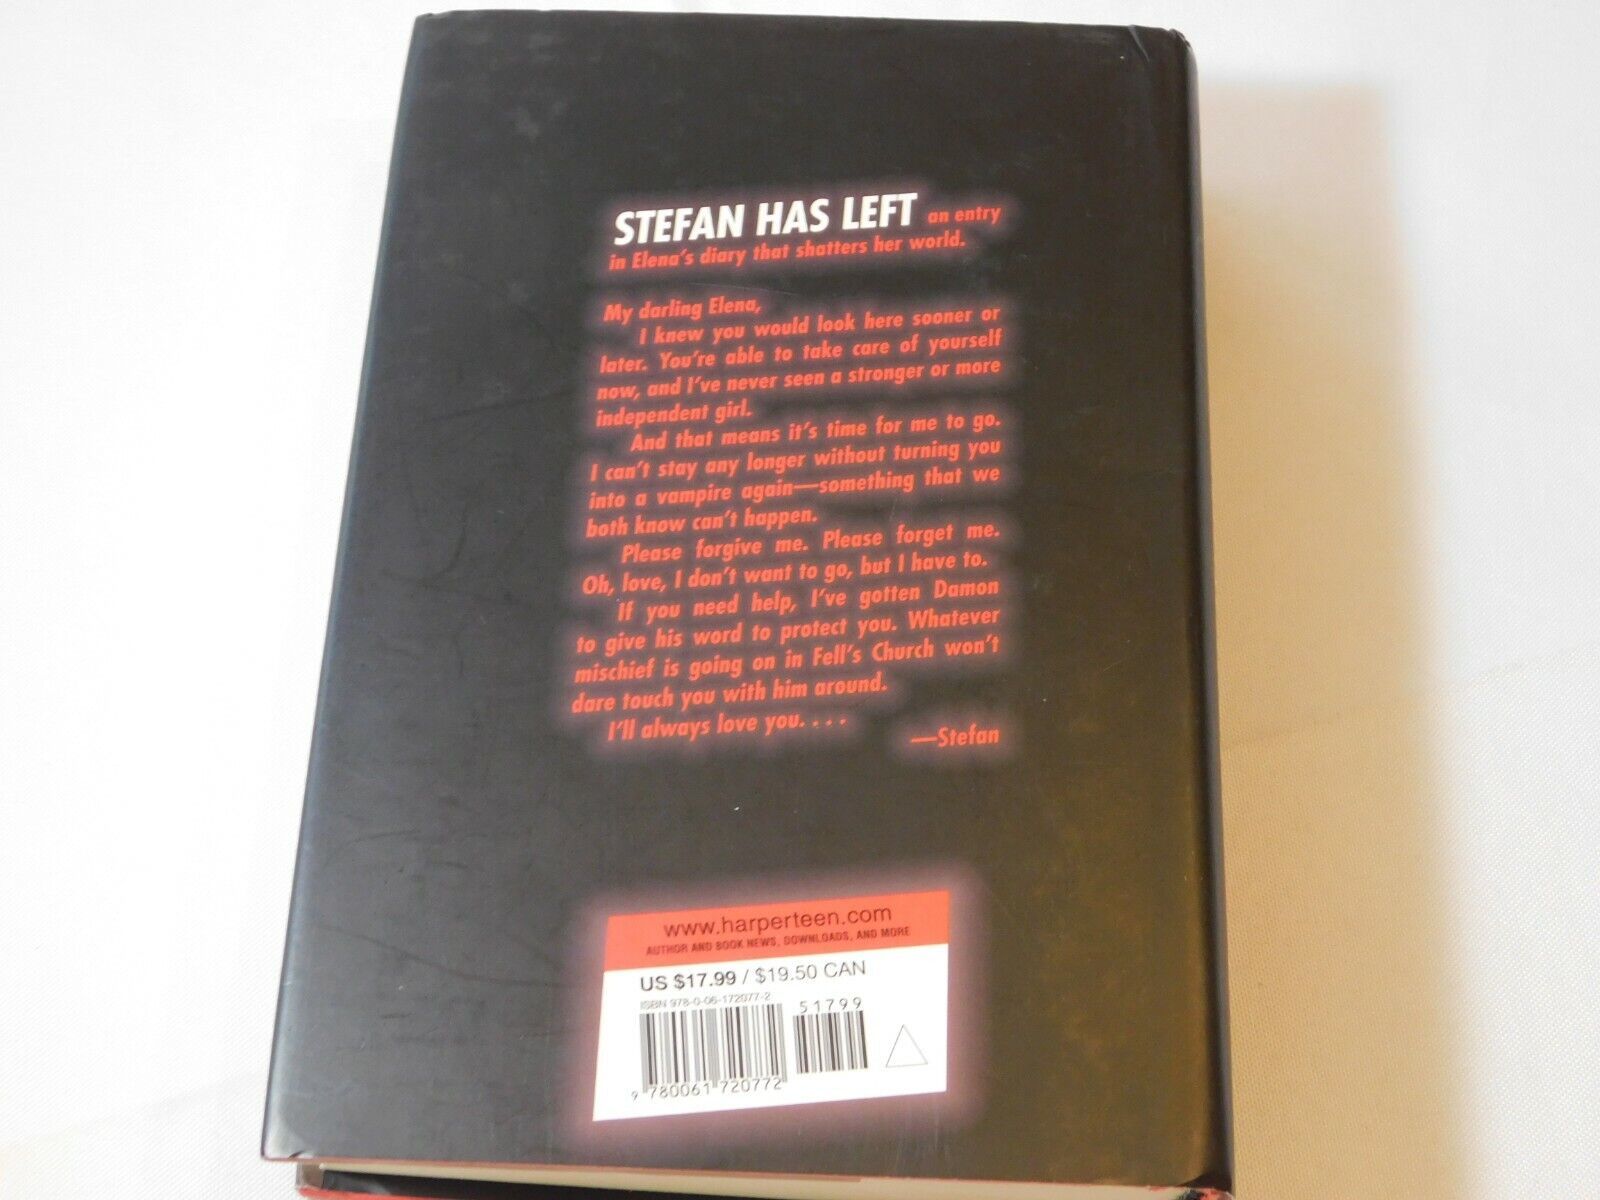 STEFAN HAS LEFT an entry
in Elena's diary that shatters her world.
My darling Elena,
I knew you would look here sooner or
later. You're able to take care of yourself
now, and I've never seen a stronger or more
independent girl.
And that means it's time for me to go.
I can't stay any longer without turning you
into a vampire again—something that we
both know can't happen.
Please forgive me. Please forget me.
Oh, love, I don't want to go, but I have to.
If you need help, I've gotten Damon
to give his word to protect you. Whatever
mischief is going on in Fell's Church won't
dare touch you with him around.
I'll always love you. . . .
—Stefan
www.harperteen.com
AUTHOR AND BOOK NEWS, DOWNLOADS, AND MORE
US $17.99 / $19.50 CAN
ISBN 978-0-06-172077-2
51799
9 780061 720772